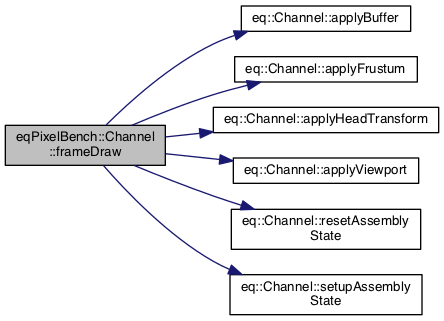 eq::Channel::applyBuffer
eq::Channel::applyFrustum
eqPixelBench::Channel
::frameDraw
eq::Channel::applyHeadTransform
eq::Channel::applyViewport
eq::Channel::resetAssembly
State
eq::Channel::setupAssembly
State